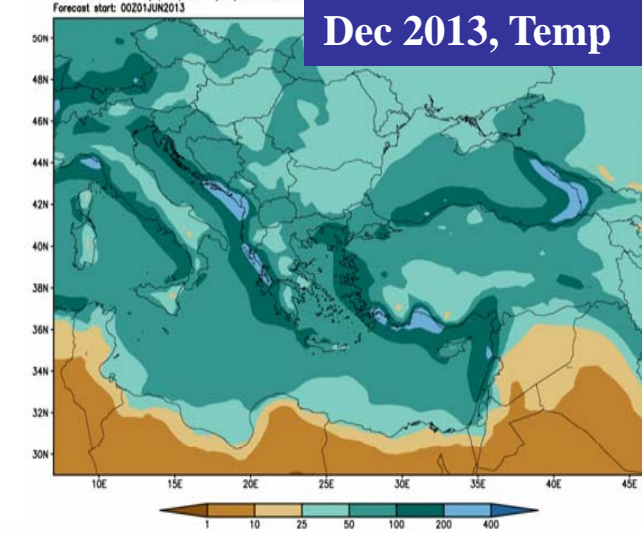 Forecast start: 00Z01JUN2013
Dec 2013, Temp
50N
48N
46N
44N
42N
40N
38N
36N
34N
32N
30N
10E 15E 20E 25E 30E 35E 40E 45E
1 10 25 50 100 200 400